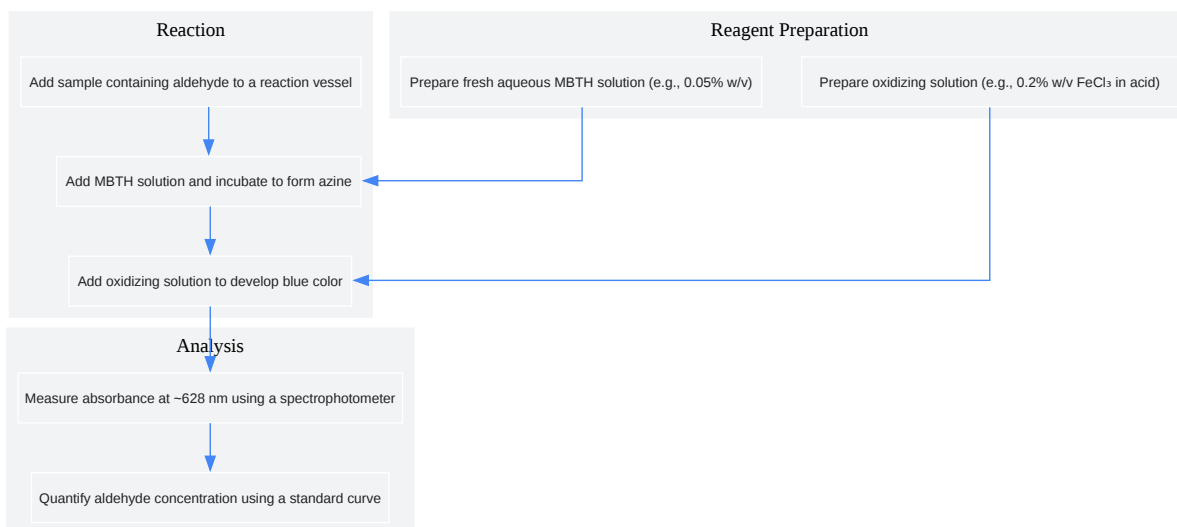 Reaction
Add sample containing aldehyde to a reaction vessel
Add MBTH solution and incubate to form azine
Add oxidizing solution to develop blue color
Reagent Preparation
Prepare fresh aqueous MBTH solution (e.g., 0.05% w/v)
Prepare oxidizing solution (e.g., 0.2% w/v FeCl₃ in acid)
Analysis
Measure absorbance at ~628 nm using a spectrophotometer
Quantify aldehyde concentration using a standard curve